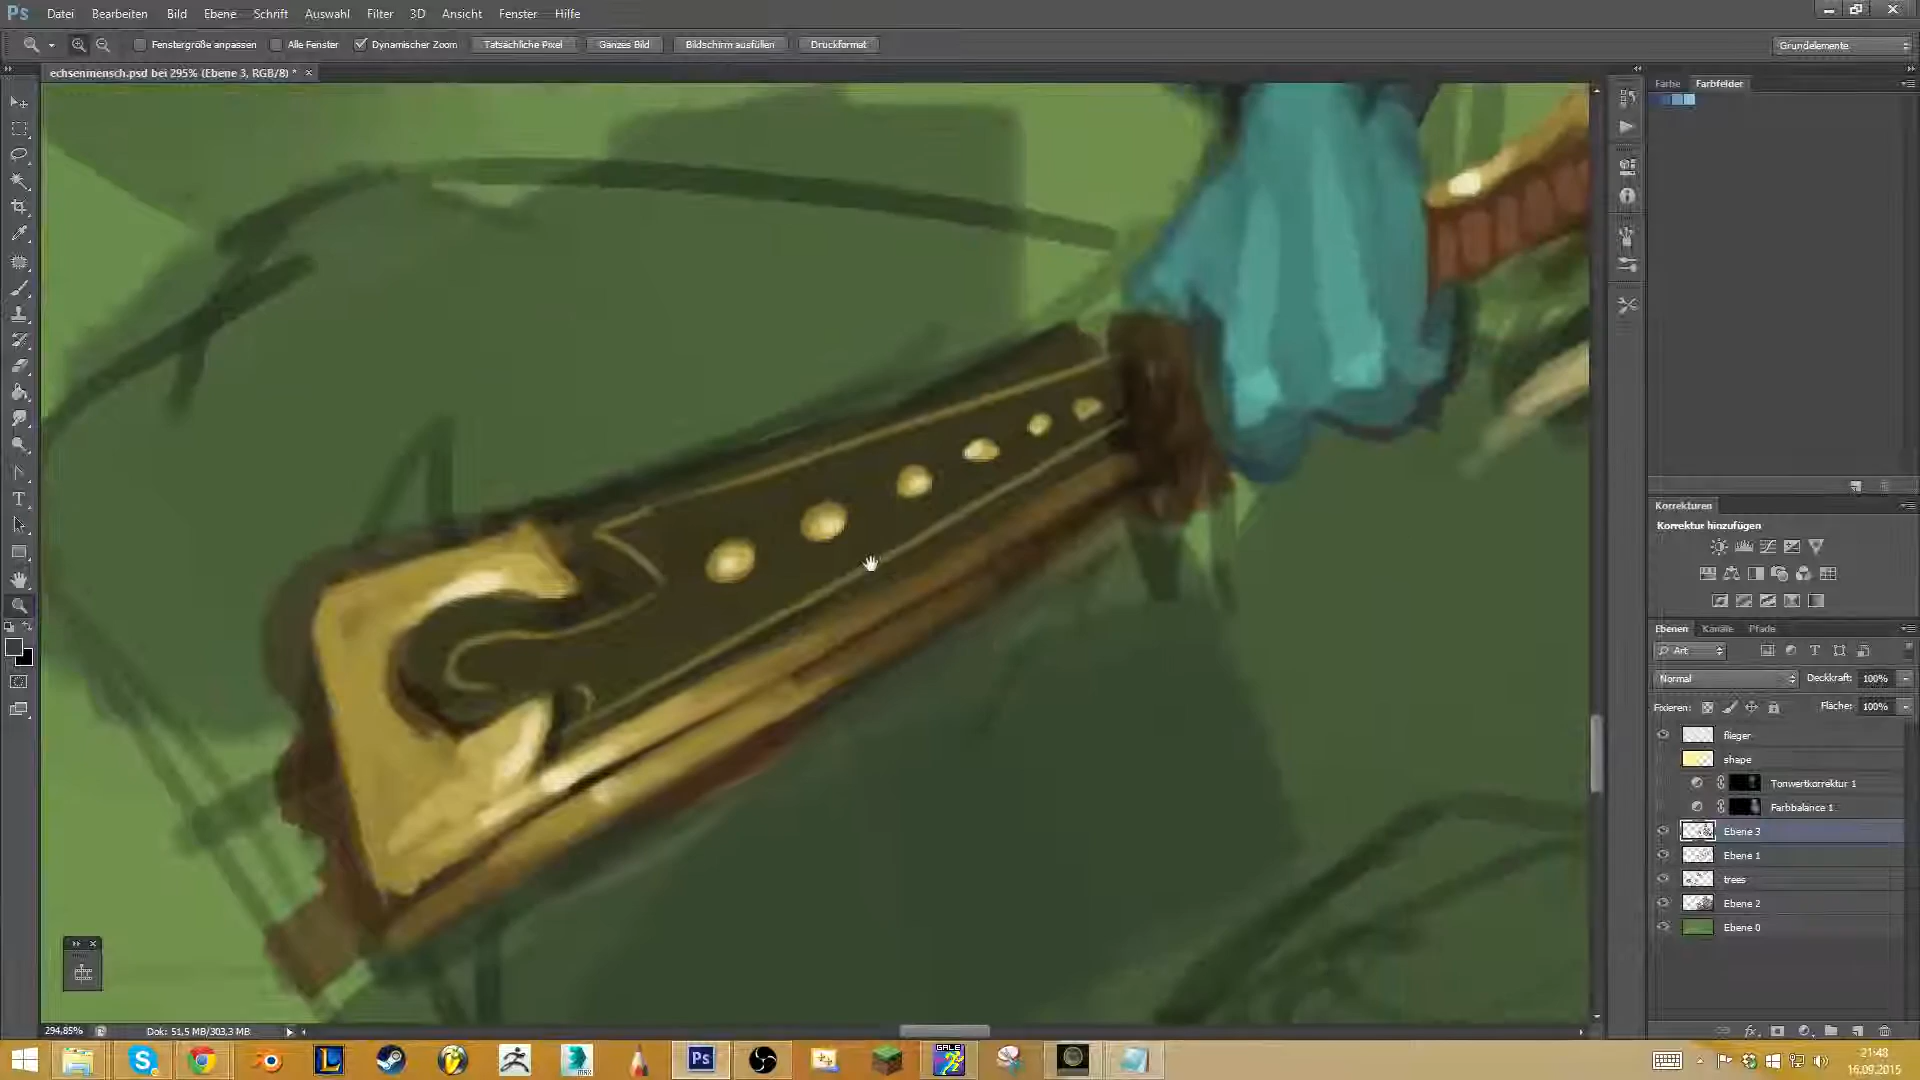 Ps Datei Bearbeiten Bild Ebene Schrift Auswahl Filter 3D Ansicht Fenster Hilfe
Fenstergröße anpassen Alle Fenster Dynamischer Zoom Tatsächliche Pixel Ganzes Bild Bildschirm ausfüllen Druckformat Grundelemente
echsenmensch.psd bei 295% (Ebene 3, RGB/8) *
Farbe Farbfelder
Korrekturen
Korrektur hinzufügen
Ebenen Kanäle Pfade
Art
Normal Deckkraft: 100%
Fixieren: Fläche: 100%
flieger
shape
Tonwertkorrektur 1
Farbbalance 1
Ebene 3
Ebene 1
trees
Ebene 2
Ebene 0
294,85% Dok: 51,5 MB/303,3 MB
L MAX Ps GALE
21:48
16.09.2015